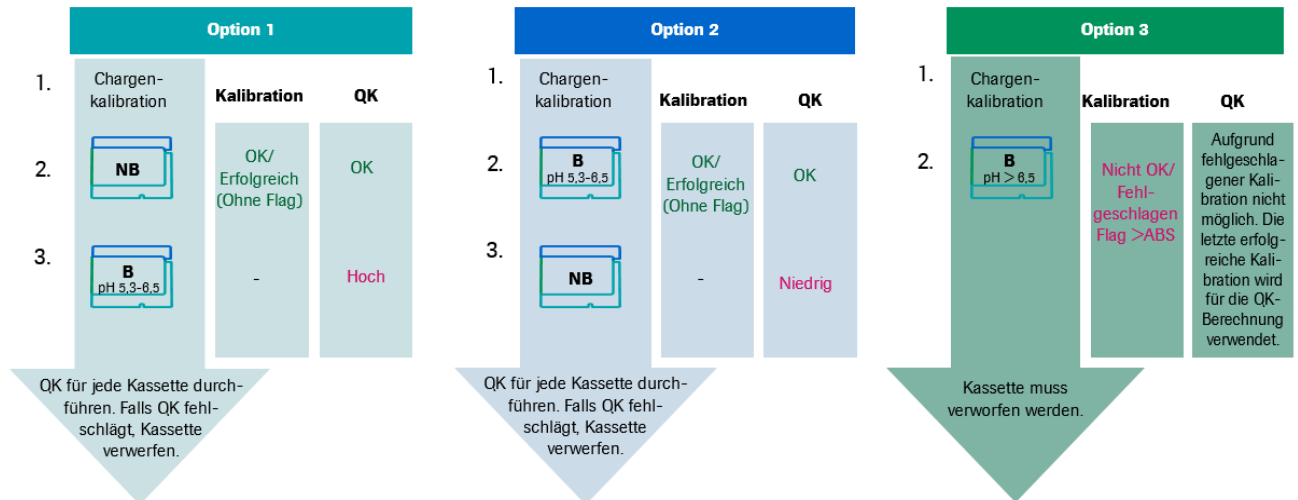 Option 1
1.
Chargen-
kalibration
Kalibration
QK
2.
NB
OK/
Erfolgreich
(Ohne Flag)
OK
3.
B
pH 5,3-6,5
-
Hoch
QK für jede Kassette durch-
führen. Falls QK fehl-
schlägt, Kassette
verwerfen.
Option 2
1.
Chargen-
kalibration
Kalibration
QK
2.
B
pH 5,3-6,5
OK/
Erfolgreich
(Ohne Flag)
OK
3.
NB
-
Niedrig
QK für jede Kassette durch-
führen. Falls QK fehl-
schlägt, Kassette
verwerfen.
Option 3
1.
Chargen-
kalibration
Kalibration
QK
2.
B
pH > 6,5
Nicht OK/
Fehl-
geschlagen
Flag >ABS
Aufgrund
fehlgeschla-
gener Kali-
bration nicht
möglich. Die
letzte erfolg-
reiche Kali-
bration wird
für die QK-
Berechnung
verwendet.
Kassette muss
verworfen werden.